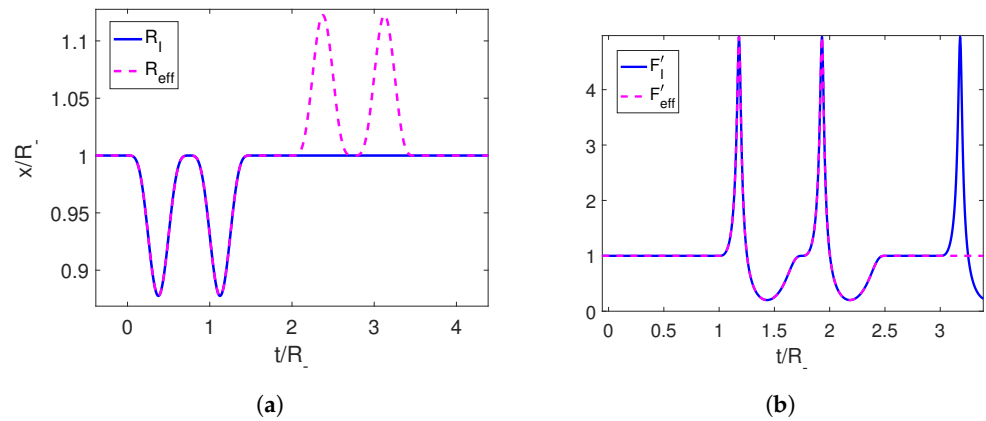 R_I
R_eff
1.1
1.05
1
0.95
0.9
x/R_-
0 1 2 3 4
t/R_-
(a)
F'_I
F'_eff
4
3
2
1
0
0 0.5 1 1.5 2 2.5 3
t/R_-
(b)